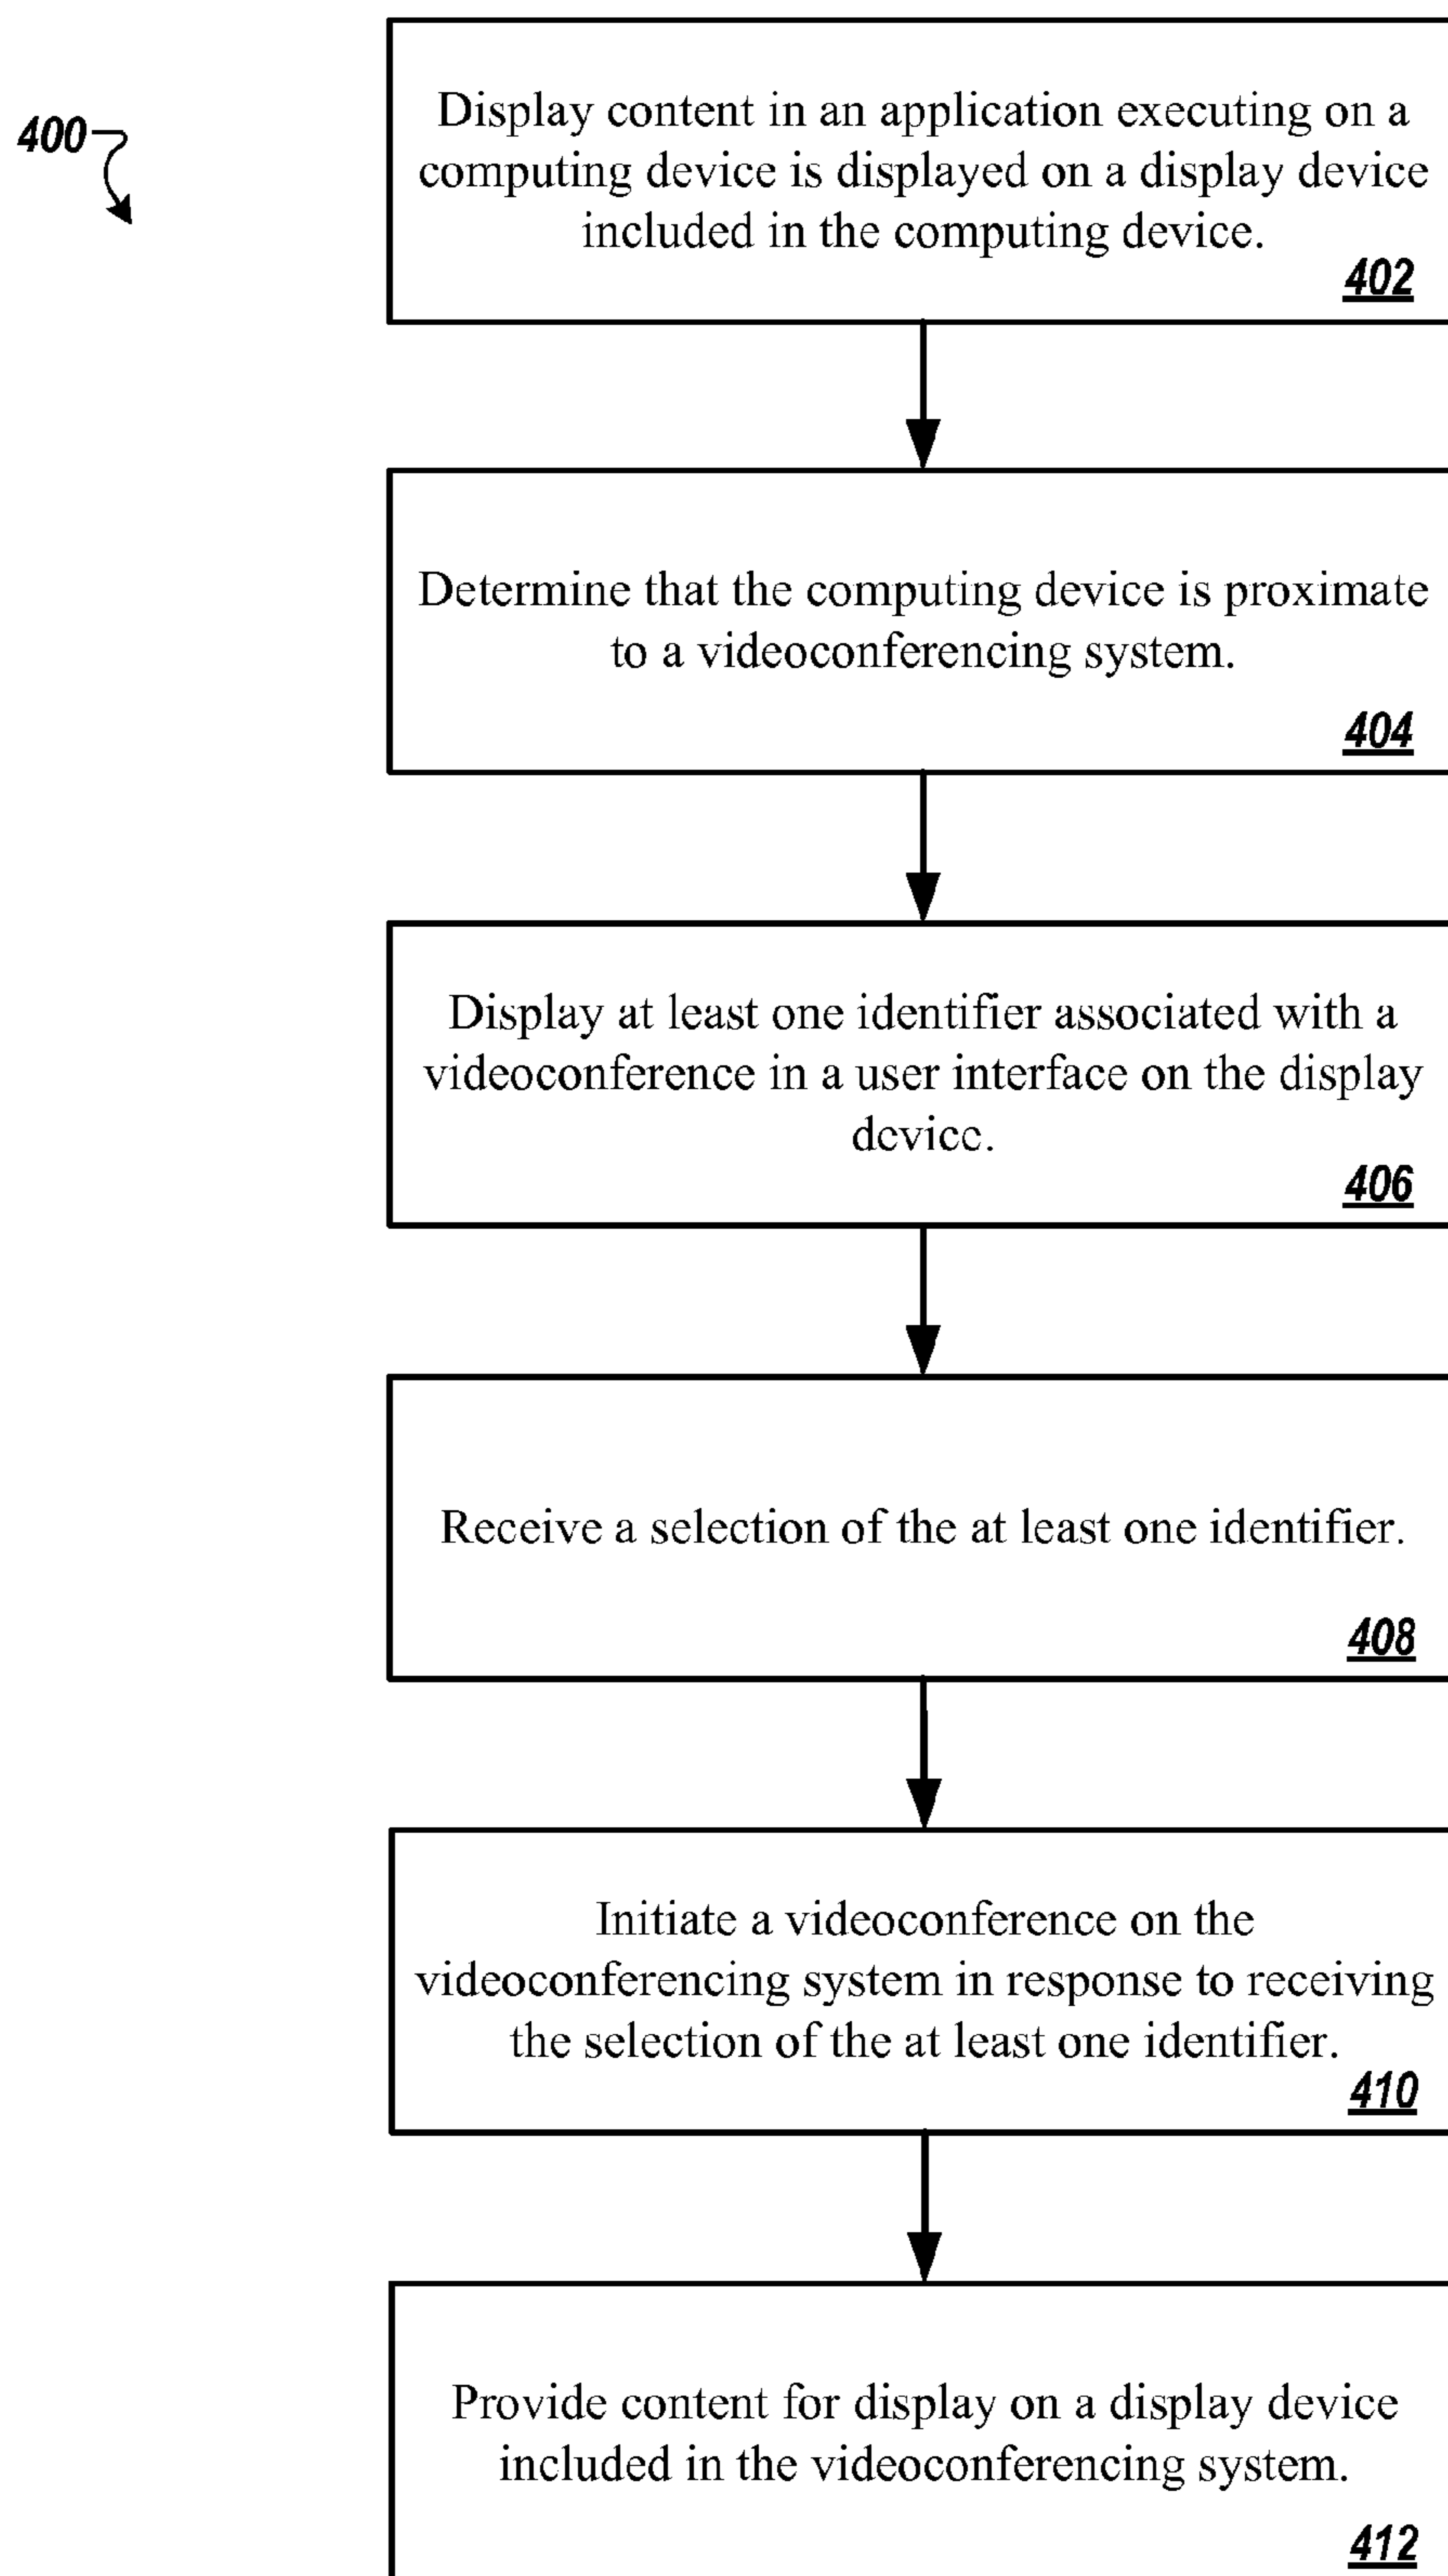 400
Display content in an application executing on a
computing device is displayed on a display device
included in the computing device.
402
Determine that the computing device is proximate
to a videoconferencing system.
404
Display at least one identifier associated with a
videoconference in a user interface on the display
device.
406
Receive a selection of the at least one identifier.
408
Initiate a videoconference on the
videoconferencing system in response to receiving
the selection of the at least one identifier.
410
Provide content for display on a display device
included in the videoconferencing system.
412